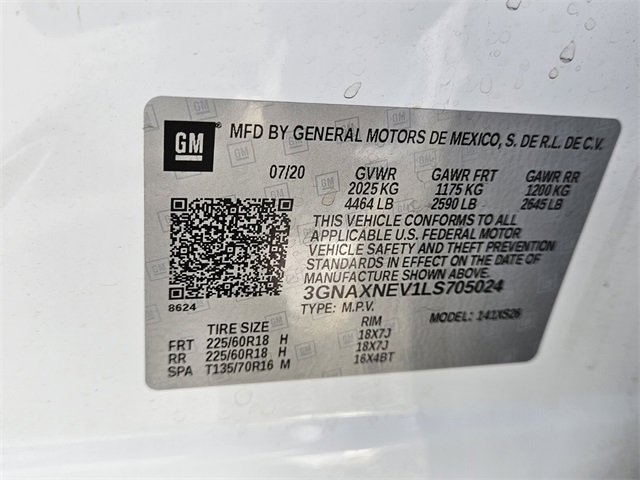 GM MFD BY GENERAL MOTORS DE MEXICO, S. DE R.L. DE C.V.
07/20 GVWR GAWR FRT GAWR RR
2025 KG 1175 KG 1200 KG
4464 LB 2590 LB 2645 LB
THIS VEHICLE CONFORMS TO ALL
APPLICABLE U.S. FEDERAL MOTOR
VEHICLE SAFETY AND THEFT PREVENTION
STANDARDS IN EFFECT ON THE DATE OF
MANUFACTURE SHOWN ABOVE.
3GNAXNEV1LS705024
8624 TYPE: M.P.V. MODEL: 141XS26
TIRE SIZE RIM
FRT 225/60R18 H 18X7J
RR 225/60R18 H 18X7J
SPA T135/70R16 M 16X4BT